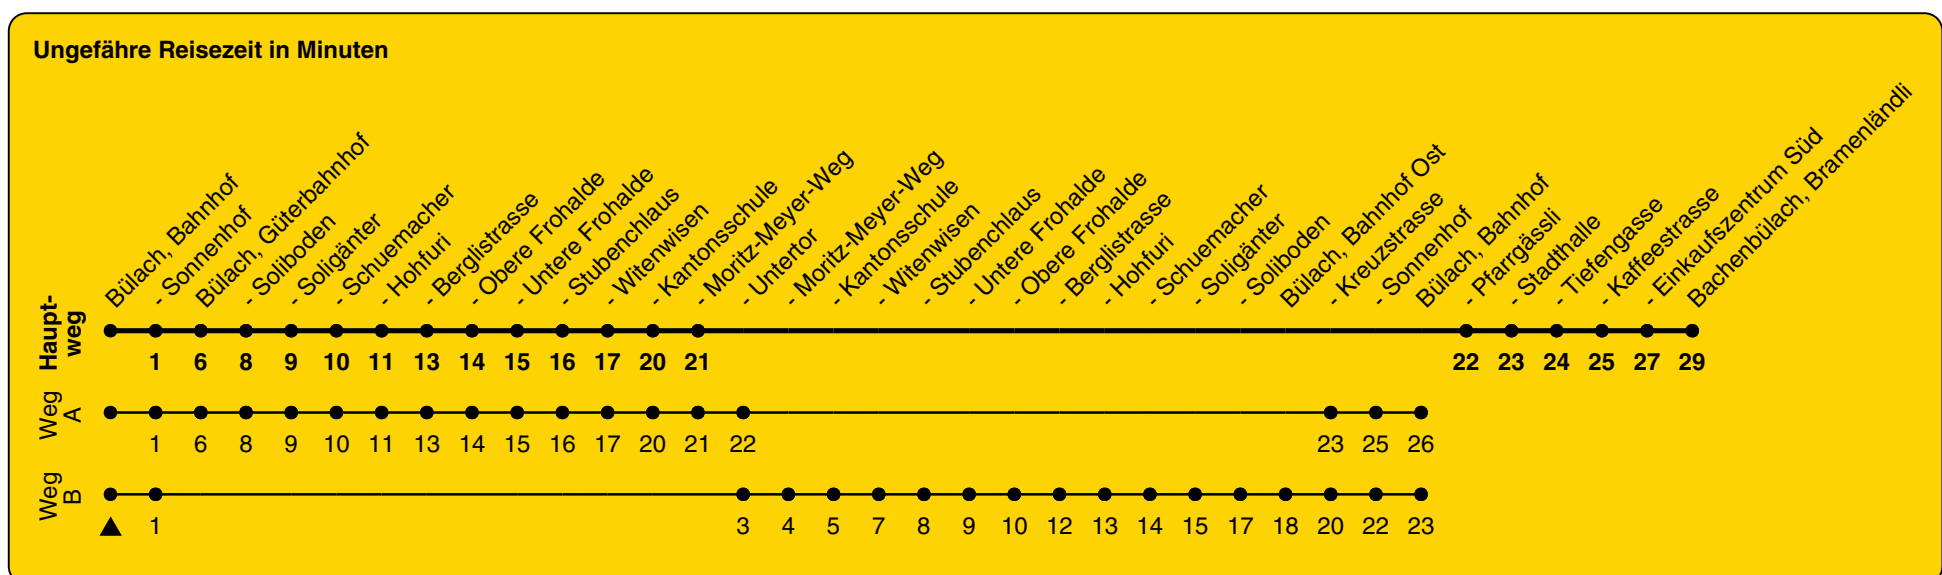 Ungefähre Reisezeit in Minuten
Bülach, Bahnhof
- Sonnenhof
Bülach, Güterbahnhof
- Soliboden
- Soligänter
- Schuemacher
- Hohfuri
- Berglistrasse
- Obere Frohalde
- Untere Frohalde
- Stubenchlaus
- Witenwisen
- Kantonsschule
- Moritz-Meyer-Weg
- Untertor
- Moritz-Meyer-Weg
- Kantonsschule
- Witenwisen
- Stubenchlaus
- Untere Frohalde
- Obere Frohalde
- Berglistrasse
- Hohfuri
- Schuemacher
- Soligänter
- Soliboden
Bülach, Bahnhof Ost
- Kreuzstrasse
- Sonnenhof
Bülach, Bahnhof
- Pfarrgässli
- Stadthalle
- Tiefengasse
- Kaffeestrasse
- Einkaufszentrum Süd
Bachenbülach, Bramenländli
Haupt-
weg
1 6 8 9 10 11 13 14 15 16 17 20 21 22 23 24 25 27 29
Weg
A
1 6 8 9 10 11 13 14 15 16 17 20 21 22 23 25 26
Weg
B
1 3 4 5 7 8 9 10 12 13 14 15 17 18 20 22 23